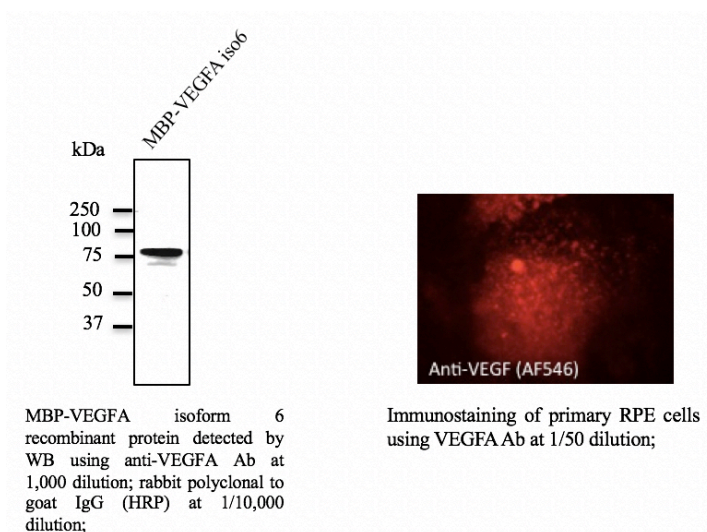 MBP-VEGFA iso6
kDa
250
100
75
50
37
Anti-VEGF (AF546)
MBP-VEGFA isoform 6
recombinant protein detected by
WB using anti-VEGFA Ab at
1,000 dilution; rabbit polyclonal to
goat IgG (HRP) at 1/10,000
dilution;
Immunostaining of primary RPE cells
using VEGFA Ab at 1/50 dilution;